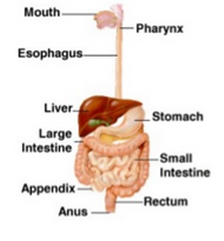 Mouth
Pharynx
Esophagus
Liver
Stomach
Large
Intestine
Small
Intestine
Appendix
Rectum
Anus